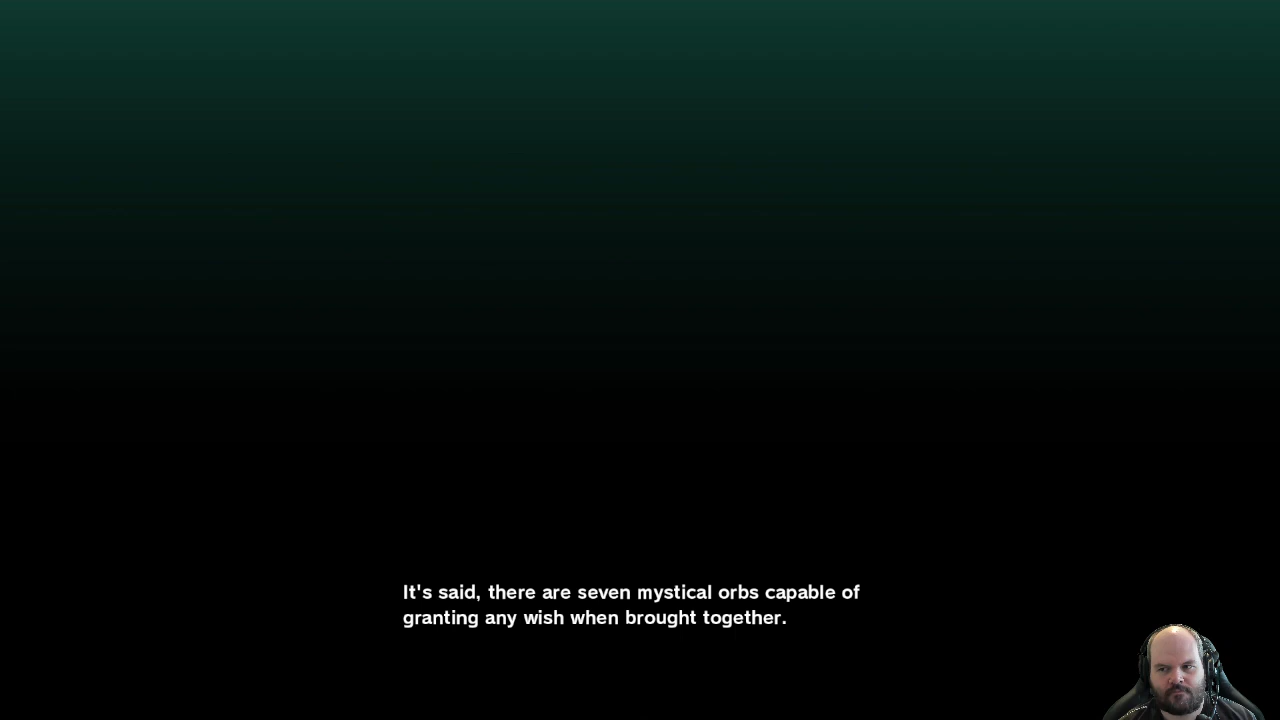 It's said, there are seven mystical orbs capable of
granting any wish when brought together.